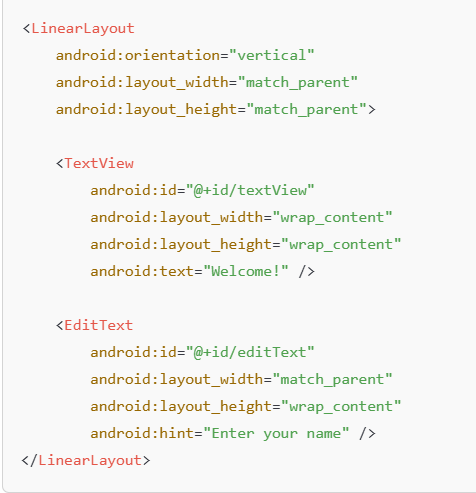 <LinearLayout
    android:orientation="vertical"
    android:layout_width="match_parent"
    android:layout_height="match_parent">

    <TextView
        android:id="@+id/textView"
        android:layout_width="wrap_content"
        android:layout_height="wrap_content"
        android:text="Welcome!" />

    <EditText
        android:id="@+id/editText"
        android:layout_width="match_parent"
        android:layout_height="wrap_content"
        android:hint="Enter your name" />
</LinearLayout>